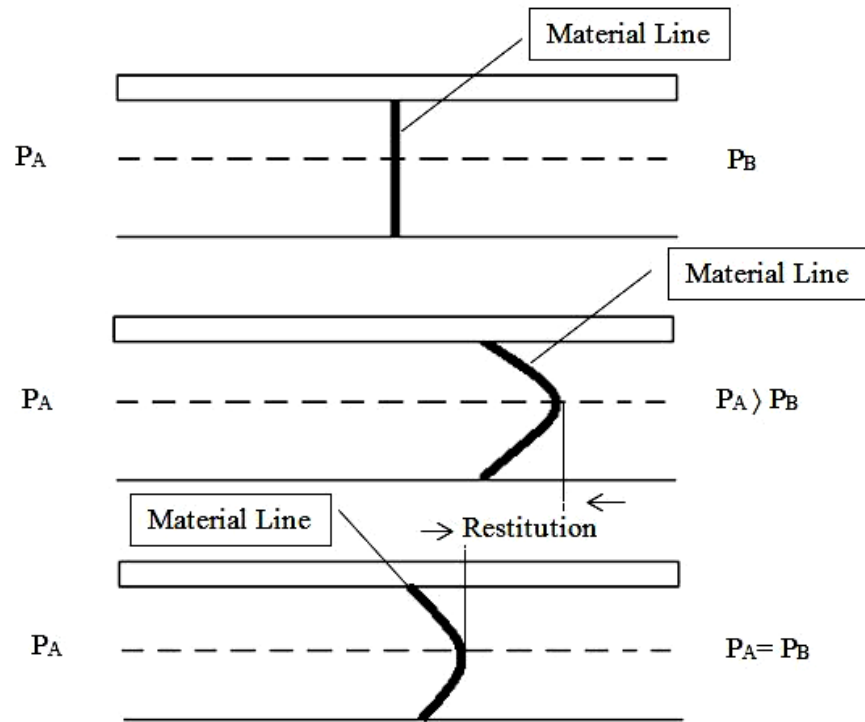 Material Line
PA
PB
Material Line
PA
PA ⟩ PB
Material Line
Restitution
PA
PA= PB